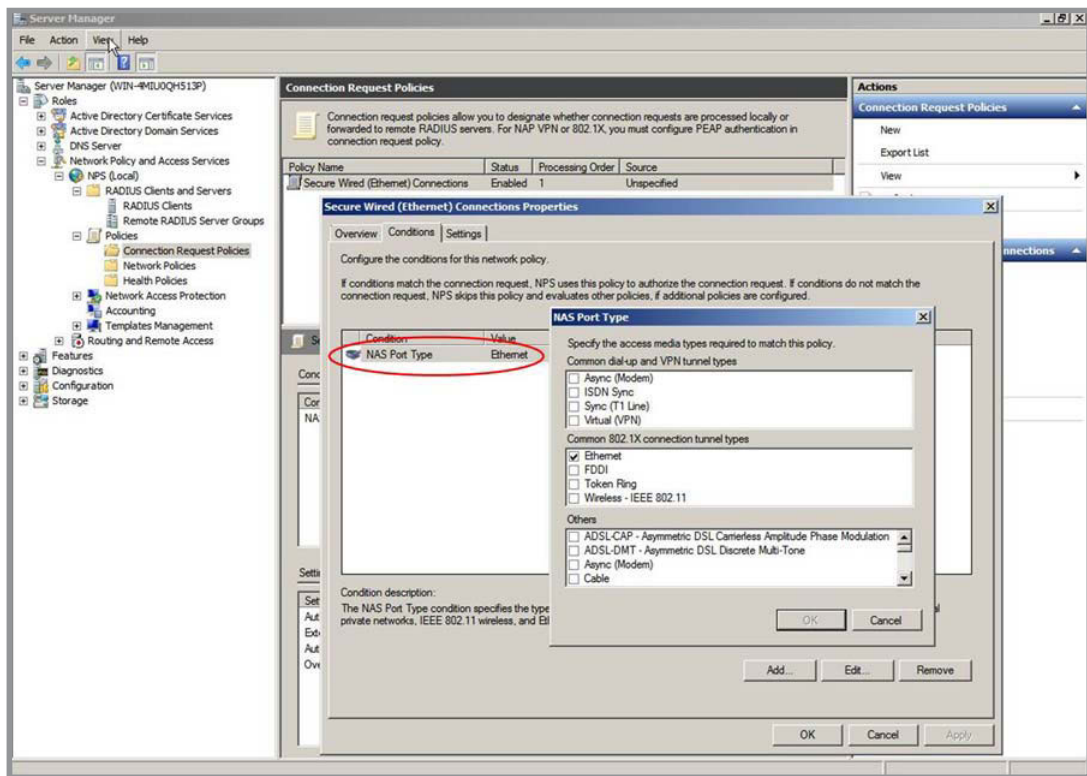 Server Manager
File Action View Help
Server Manager (WIN-4MIU0QH513P)
Roles
Active Directory Certificate Services
Active Directory Domain Services
DNS Server
Network Policy and Access Services
NPS (Local)
RADIUS Clients and Servers
RADIUS Clients
Remote RADIUS Server Groups
Policies
Connection Request Policies
Network Policies
Health Policies
Network Access Protection
Accounting
Templates Management
Routing and Remote Access
Features
Diagnostics
Configuration
Storage
Connection Request Policies
Connection request policies allow you to designate whether connection requests are processed locally or
forwarded to remote RADIUS servers. For NAP VPN or 802.1X, you must configure PEAP authentication in
connection request policy.
Policy Name Status Processing Order Source
Secure Wired (Ethernet) Connections Enabled 1 Unspecified
Actions
Connection Request Policies
New
Export List
View
nnections
Cond
Cor
NA
Settin
Set
Aut
Exte
Aut
Ove
Secure Wired (Ethernet) Connections Properties
Overview Conditions Settings
Configure the conditions for this network policy.
If conditions match the connection request, NPS uses this policy to authorize the connection request. If conditions do not match the
connection request, NPS skips this policy and evaluates other policies, if additional policies are configured.
Condition Value
NAS Port Type Ethernet
Condition description:
The NAS Port Type condition specifies the type
private networks, IEEE 802.11 wireless, and Et
Add... Edit... Remove
OK Cancel Apply
NAS Port Type
Specify the access media types required to match this policy.
Common dial-up and VPN tunnel types
Async (Modem)
ISDN Sync
Sync (T1 Line)
Virtual (VPN)
Common 802.1X connection tunnel types
Ethernet
FDDI
Token Ring
Wireless - IEEE 802.11
Others
ADSL-CAP - Asymmetric DSL Carrierless Amplitude Phase Modulation
ADSL-DMT - Asymmetric DSL Discrete Multi-Tone
Async (Modem)
Cable
OK Cancel